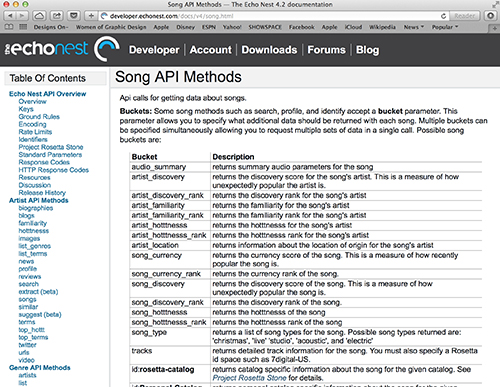 Song API Methods — The Echo Nest 4.2 documentation
developer.echonest.com/docs/v4/song.html
Reader
Designs On– Web Design Apple Disney ESPN Yahoo! SHOWSPACE Facebook Apple iCloud Twitter Wikipedia News Popular
the echonest
Developer | Account | Downloads | Forums | Blog
Table Of Contents
Echo Nest API Overview
Overview
Keys
Ground Rules
Encoding
Rate Limits
Identifiers
Project Rosetta Stone
Standard Parameters
Response Codes
HTTP Response Codes
Resources
Discussion
Release History
Artist API Methods
biographies
blogs
familiarity
hotttnesss
images
list_genres
list_terms
news
profile
reviews
search
extract (beta)
songs
similar
suggest (beta)
terms
top_hottt
top_terms
twitter
urls
video
Genre API Methods
artists
list
Song API Methods
Api calls for getting data about songs.
Buckets: Some song methods such as search, profile, and identify accept a bucket parameter. This
parameter allows you to specify what additional data should be returned with each song. Multiple buckets can
be specified simultaneously allowing you to request multiple sets of data in a single call. Possible song
buckets are:
Bucket Description
audio_summary returns summary audio parameters for the song
artist_discovery returns the discovery score for the song's artist. This is a measure of how
unexpectedly popular the artist is.
artist_discovery_rank returns the discovery rank for the song's artist
artist_familiarity returns the familiarity for the song's artist
artist_familiarity_rank returns the familiarity rank for the song's artist
artist_hotttnesss returns the hotttnesss for the song's artist
artist_hotttnesss_rank returns the hotttnesss rank for the song's artist
artist_location returns information about the location of origin for the song's artist
song_currency returns the currency score of the song. This is a measure of how recently
popular the song is.
song_currency_rank returns the currency rank of the song.
song_discovery returns the discovery score for the song. This is a measure of how
unexpectedly popular the song is.
song_discovery_rank returns the discovery rank of the song.
song_hotttnesss returns the hotttnesss of the song
song_hotttnesss_rank returns the hotttnesss rank of the song
song_type returns a list of song types for the song. Possible song types returned are:
'christmas', 'live' 'studio', 'acoustic', and 'electric'
tracks returns detailed track information for the song. You must also specify a Rosetta
id space such as 7digital-US.
id:rosetta-catalog returns catalog specific information about the song for the given catalog. See
Project Rosetta Stone for details.